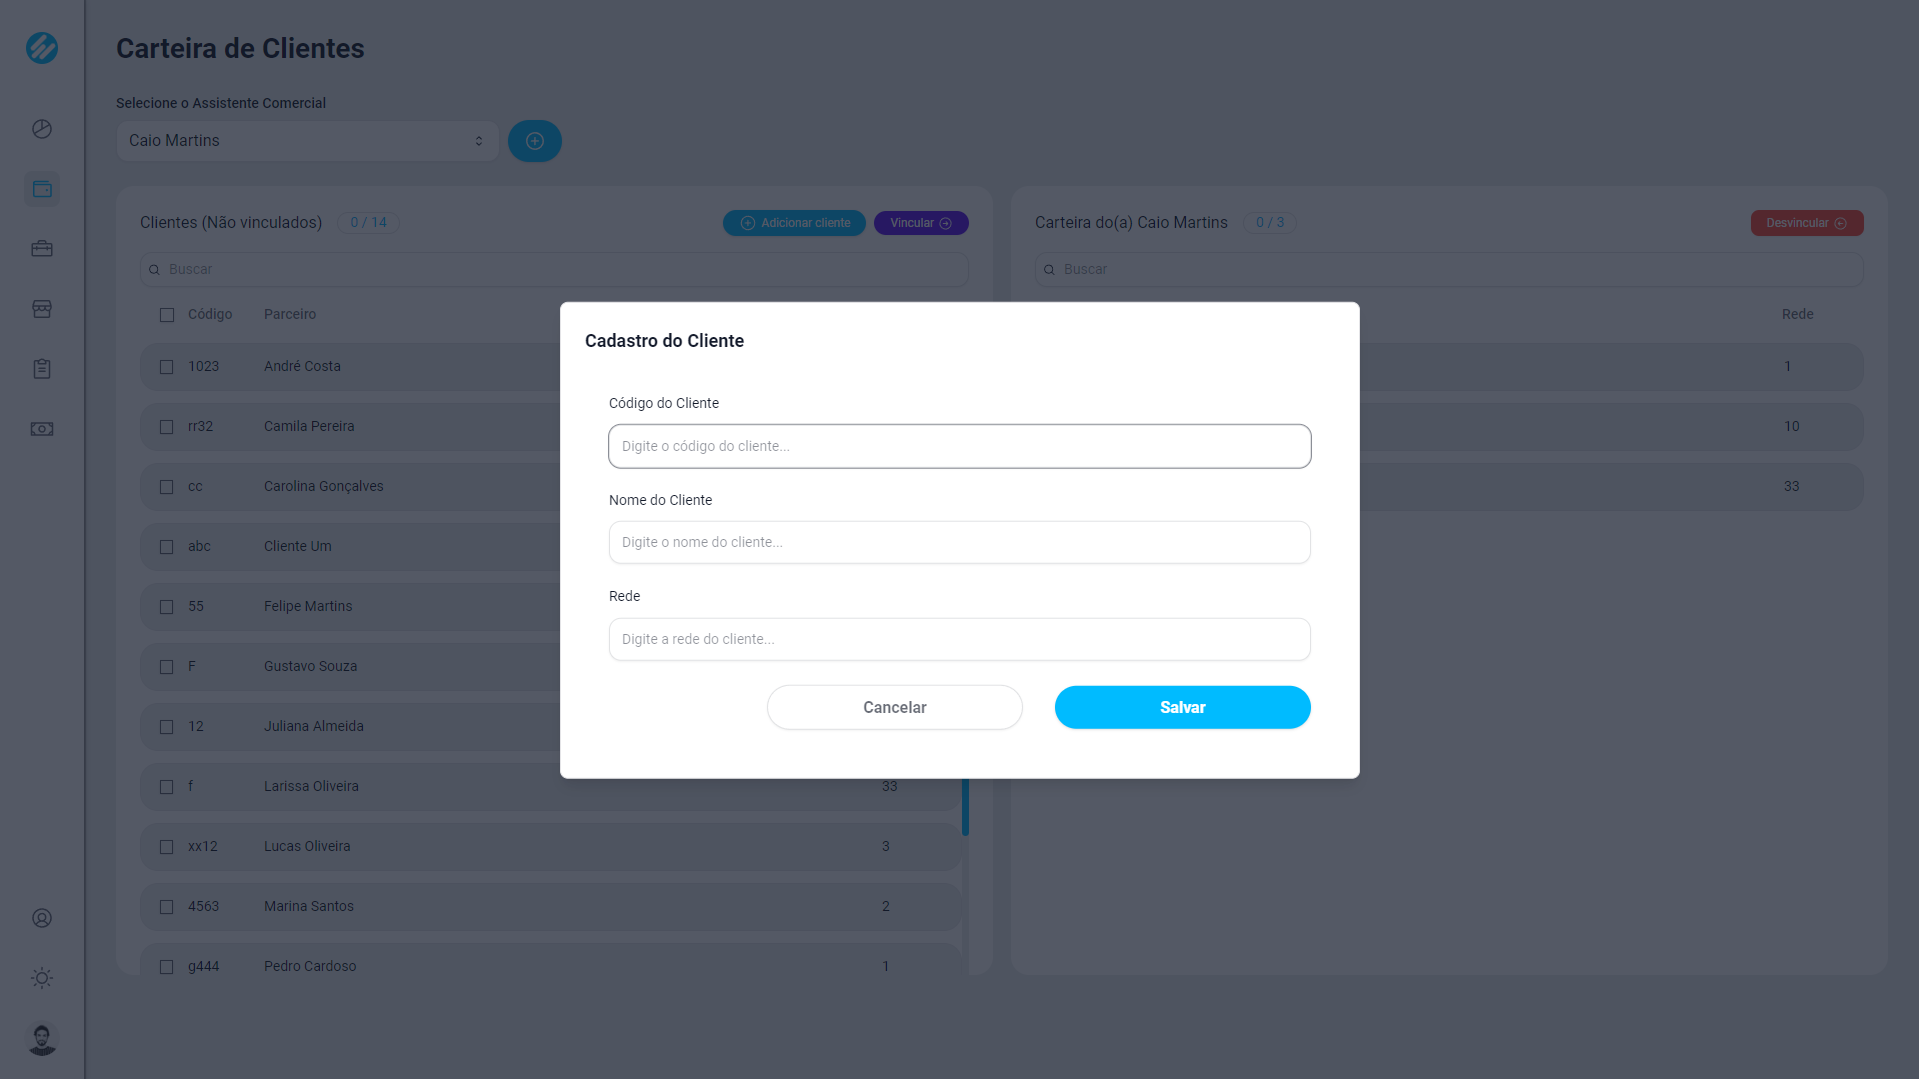 Carteira de Clientes
Selecione o Assistente Comercial
Caio Martins
Clientes (Não vinculados) 0 / 14 Adicionar cliente Vincular
Buscar
Código Parceiro
1023 André Costa
rr32 Camila Pereira
cc Carolina Gonçalves
abc Cliente Um
55 Felipe Martins
F Gustavo Souza
12 Juliana Almeida
f Larissa Oliveira 33
xx12 Lucas Oliveira 3
4563 Marina Santos 2
g444 Pedro Cardoso 1
Carteira do(a) Caio Martins 0 / 3 Desvincular
Buscar
Rede
1
10
33
Cadastro do Cliente
Código do Cliente
Digite o código do cliente...
Nome do Cliente
Digite o nome do cliente...
Rede
Digite a rede do cliente...
Cancelar Salvar